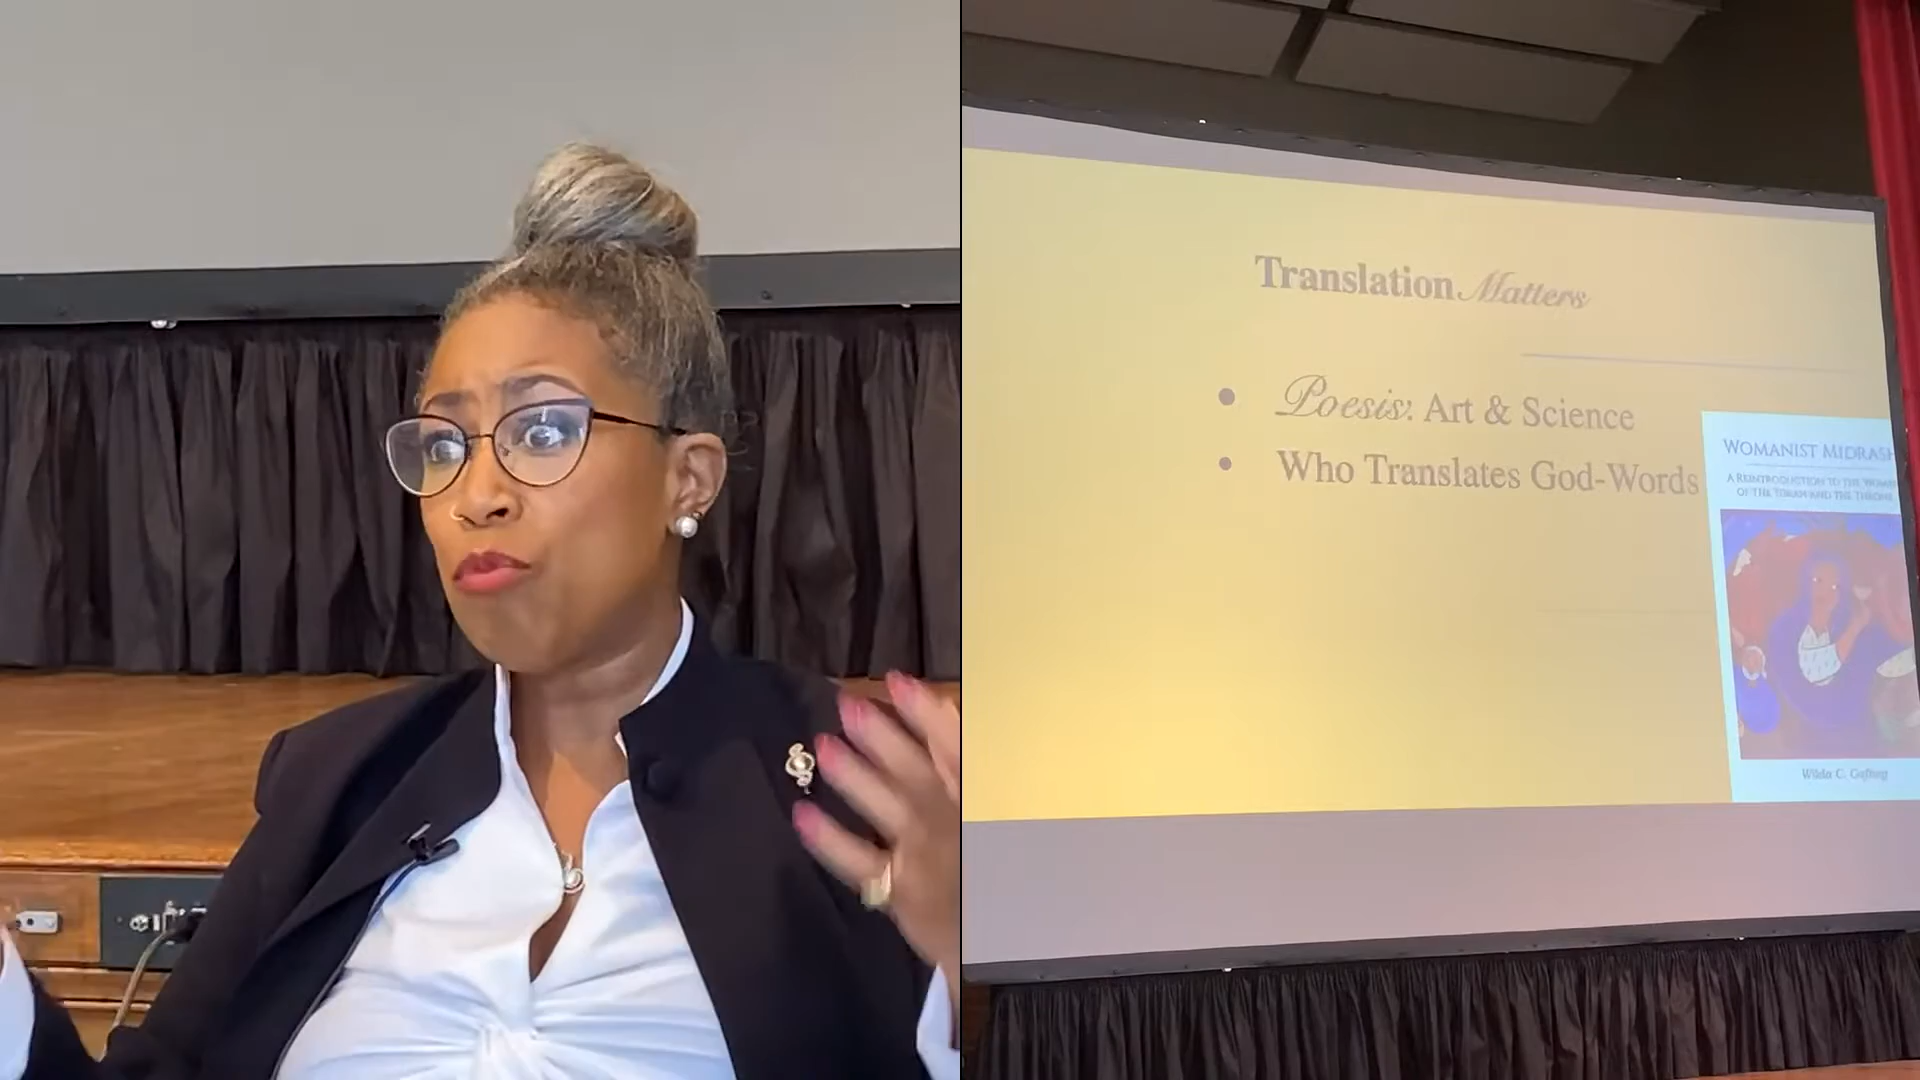 Translation Matters
• Poesis: Art & Science
• Who Translates God-Words
WOMANIST MIDRASH
A REINTRODUCTION TO THE WOMEN
OF THE TORAH AND THE THRONE
Wilda C. Gafney